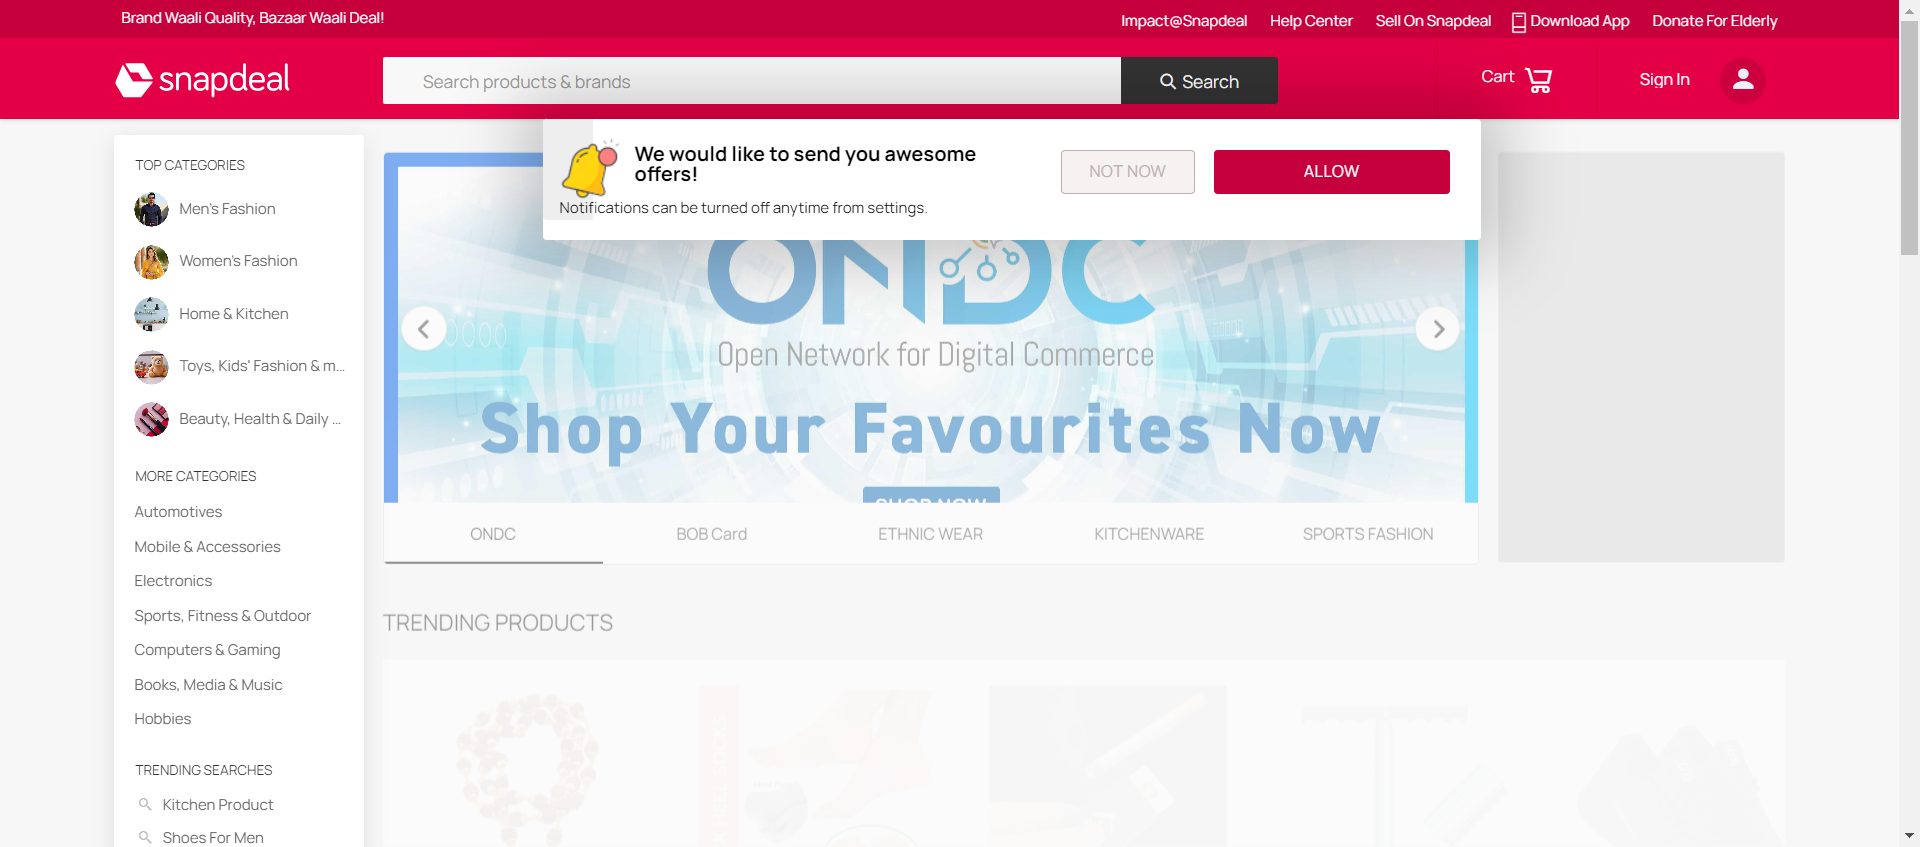 Brand Waali Quality, Bazaar Waali Deal!
Impact@Snapdeal
Help Center
Sell On Snapdeal
Download App
Donate For Elderly
snapdeal
Search products & brands
Search
Cart
Sign In
We would like to send you awesome
offers!
Notifications can be turned off anytime from settings.
NOT NOW
ALLOW
TOP CATEGORIES
Men's Fashion
Women's Fashion
Home & Kitchen
Toys, Kids' Fashion & m...
Beauty, Health & Daily ...
MORE CATEGORIES
Automotives
Mobile & Accessories
Electronics
Sports, Fitness & Outdoor
Computers & Gaming
Books, Media & Music
Hobbies
TRENDING SEARCHES
Kitchen Product
Shoes For Men
ONDC
Open Network for Digital Commerce
Shop Your Favourites Now
SHOP NOW
ONDC
BOB Card
ETHNIC WEAR
KITCHENWARE
SPORTS FASHION
TRENDING PRODUCTS